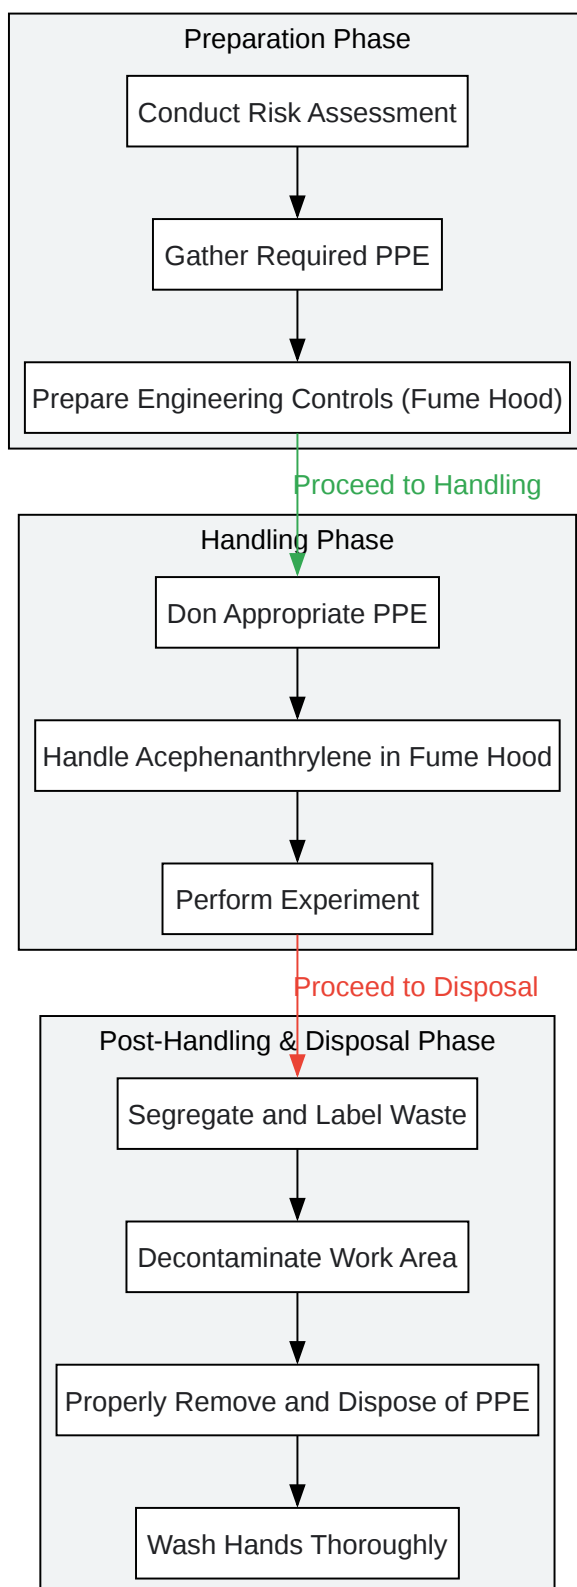 Preparation Phase
Conduct Risk Assessment
Gather Required PPE
Prepare Engineering Controls (Fume Hood)
Proceed to Handling
Handling Phase
Don Appropriate PPE
Handle Acephenanthrylene in Fume Hood
Perform Experiment
Proceed to Disposal
Post-Handling & Disposal Phase
Segregate and Label Waste
Decontaminate Work Area
Properly Remove and Dispose of PPE
Wash Hands Thoroughly